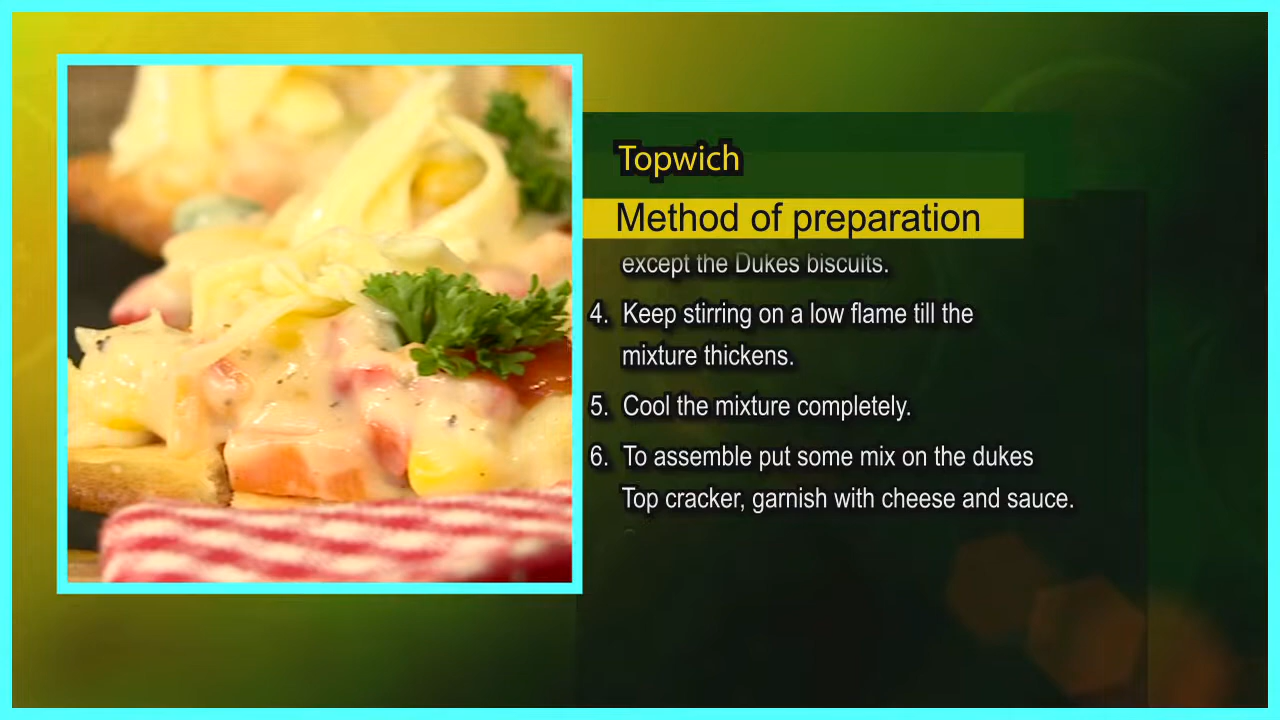 Topwich
Method of preparation
except the Dukes biscuits.
4. Keep stirring on a low flame till the
mixture thickens.
5. Cool the mixture completely.
6. To assemble put some mix on the dukes
Top cracker, garnish with cheese and sauce.